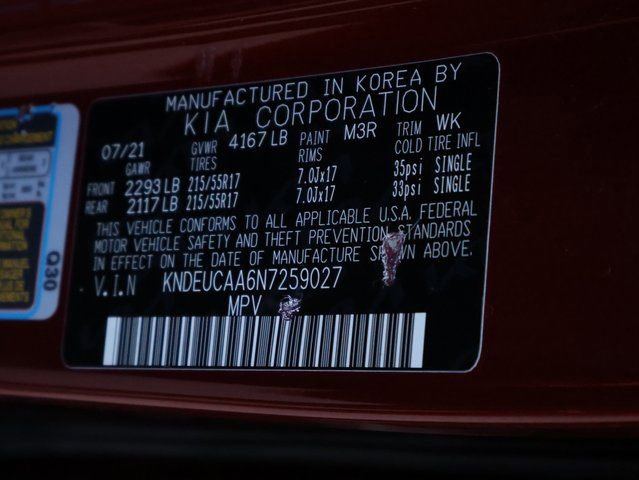 MANUFACTURED IN KOREA BY
KIA CORPORATION
07/21 GVWR 4167 LB PAINT M3R TRIM WK
GAWR TIRES RIMS COLD TIRE INFL
FRONT 2293 LB 215/55R17 7.0Jx17 35psi SINGLE
REAR 2117 LB 215/55R17 7.0Jx17 33psi SINGLE
THIS VEHICLE CONFORMS TO ALL APPLICABLE U.S.A. FEDERAL
MOTOR VEHICLE SAFETY AND THEFT PREVENTION STANDARDS
IN EFFECT ON THE DATE OF MANUFACTURE SHOWN ABOVE.
V.I.N KNDEUCAA6N7259027
MPV
Q30